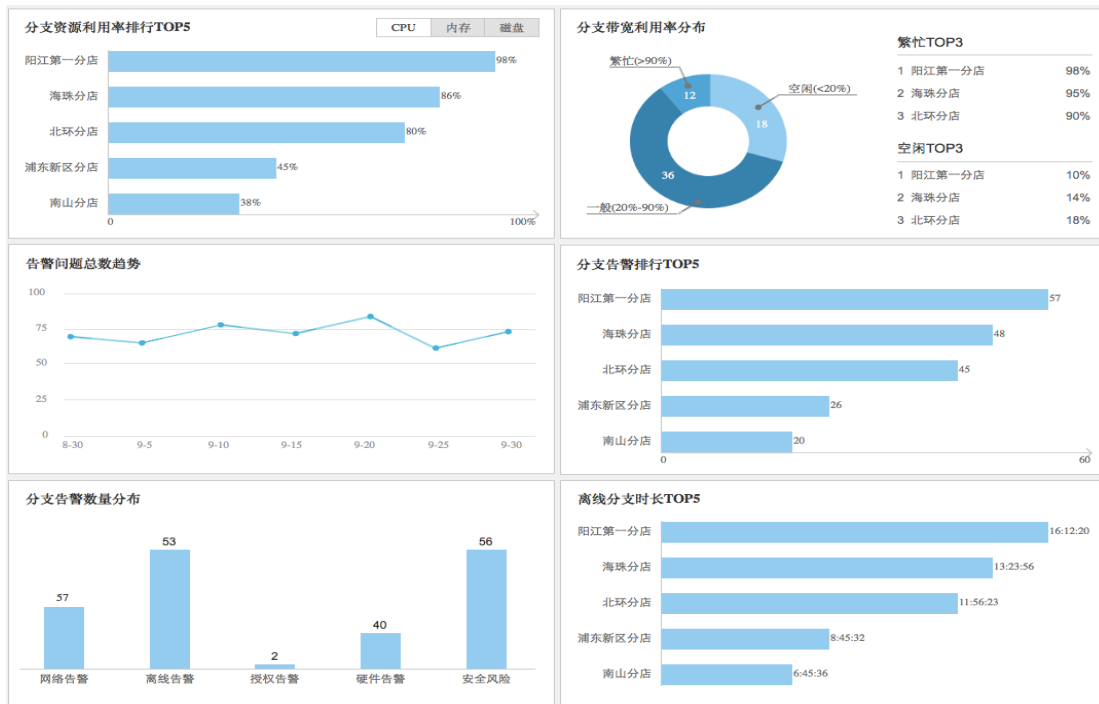 分支资源利用率排行TOP5
CPU 内存 磁盘
阳江第一分店 98%
海珠分店 86%
北环分店 80%
浦东新区分店 45%
南山分店 38%
0 100%
分支带宽利用率分布
繁忙(>90%)
空闲(<20%)
12
18
36
一般(20%-90%)
繁忙TOP3
1 阳江第一分店 98%
2 海珠分店 95%
3 北环分店 90%
空闲TOP3
1 阳江第一分店 10%
2 海珠分店 14%
3 北环分店 18%
告警问题总数趋势
100
75
50
25
0
8-30 9-5 9-10 9-15 9-20 9-25 9-30
分支告警排行TOP5
阳江第一分店 57
海珠分店 48
北环分店 45
浦东新区分店 26
南山分店 20
0 60
分支告警数量分布
57 53 2 40 56
网络告警 离线告警 授权告警 硬件告警 安全风险
离线分支时长TOP5
阳江第一分店 16:12:20
海珠分店 13:23:56
北环分店 11:56:23
浦东新区分店 8:45:32
南山分店 6:45:36